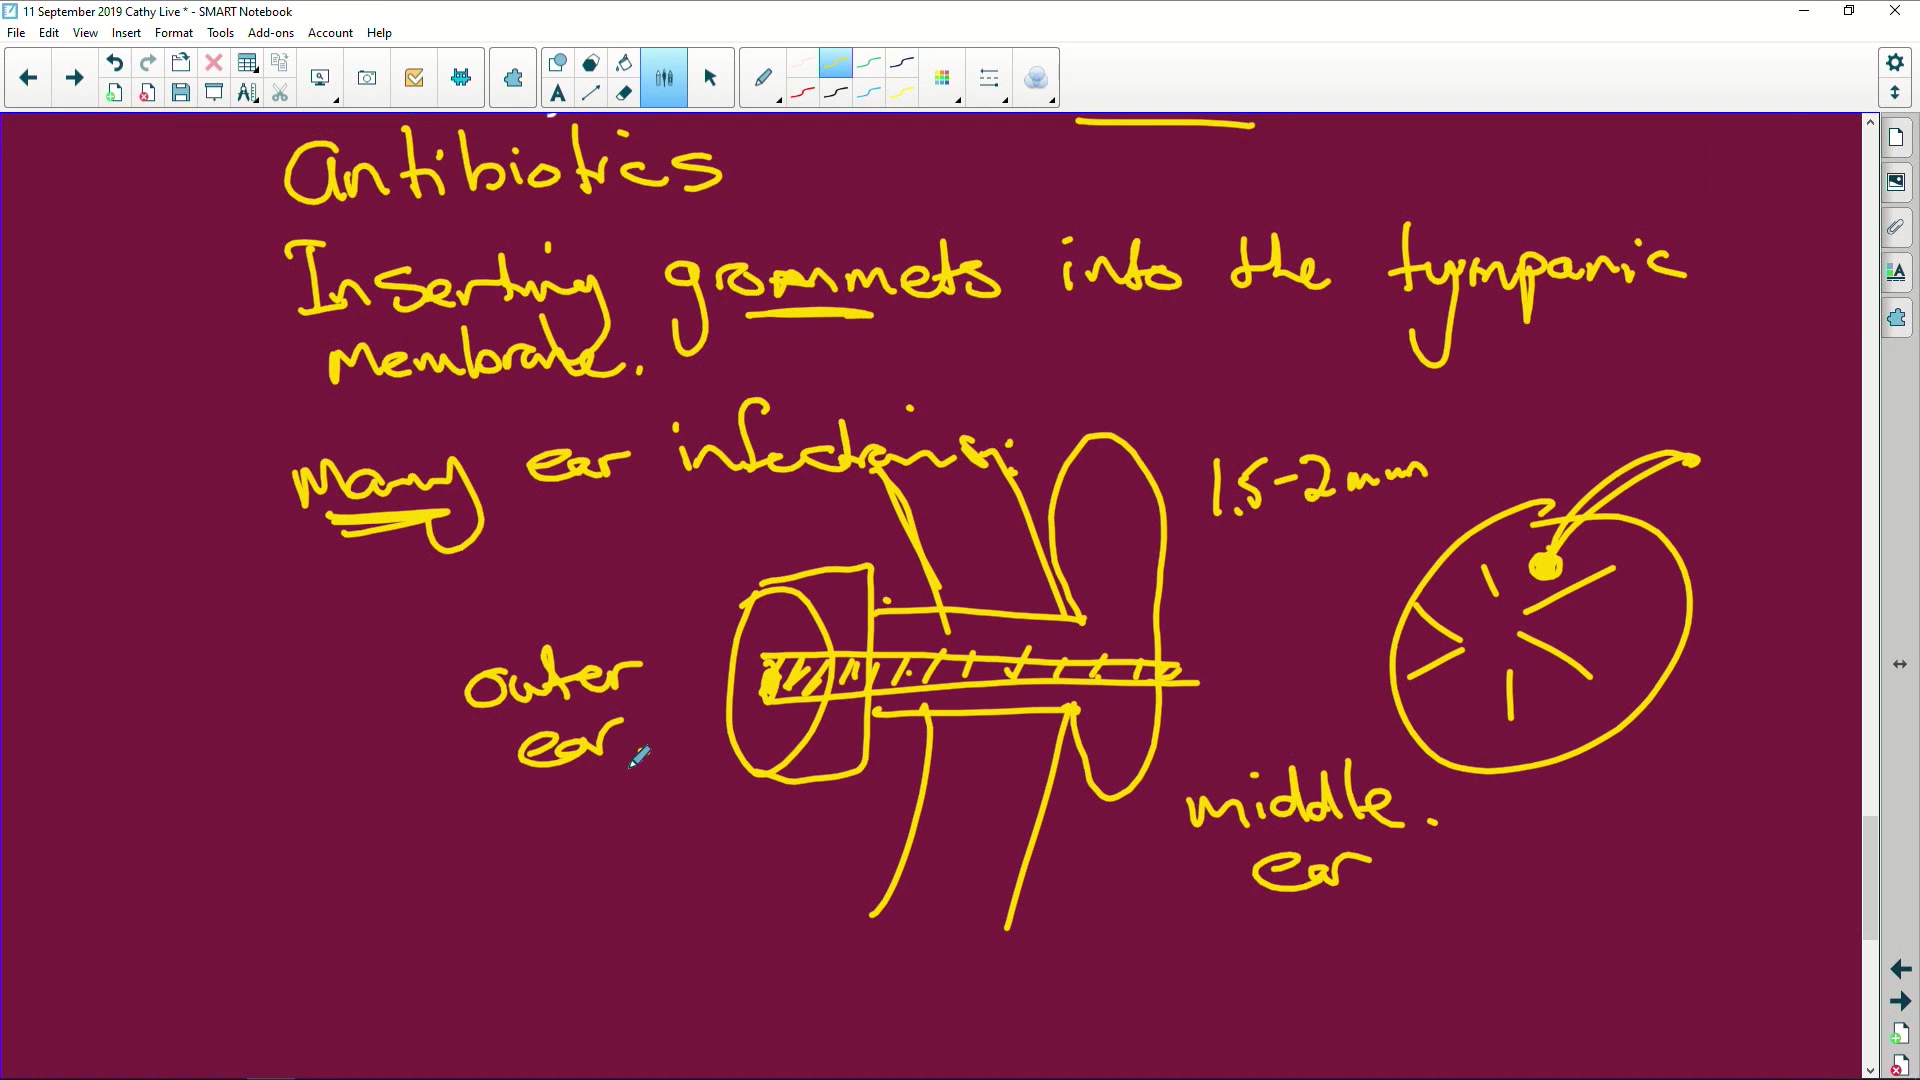 11 September 2019 Cathy Live * - SMART Notebook
File Edit View Insert Format Tools Add-ons Account Help
Antibiotics
Inserting grommets into the tympanic
membrane.
Many ear infections.
1.5-2mm
outer
ear
middle.
ear